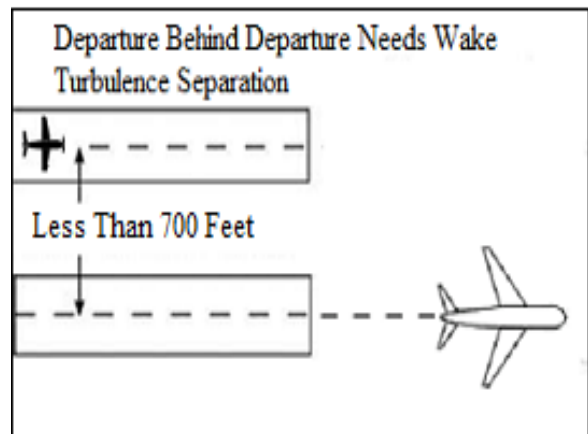 Departure Behind Departure Needs Wake
Turbulence Separation
Less Than 700 Feet